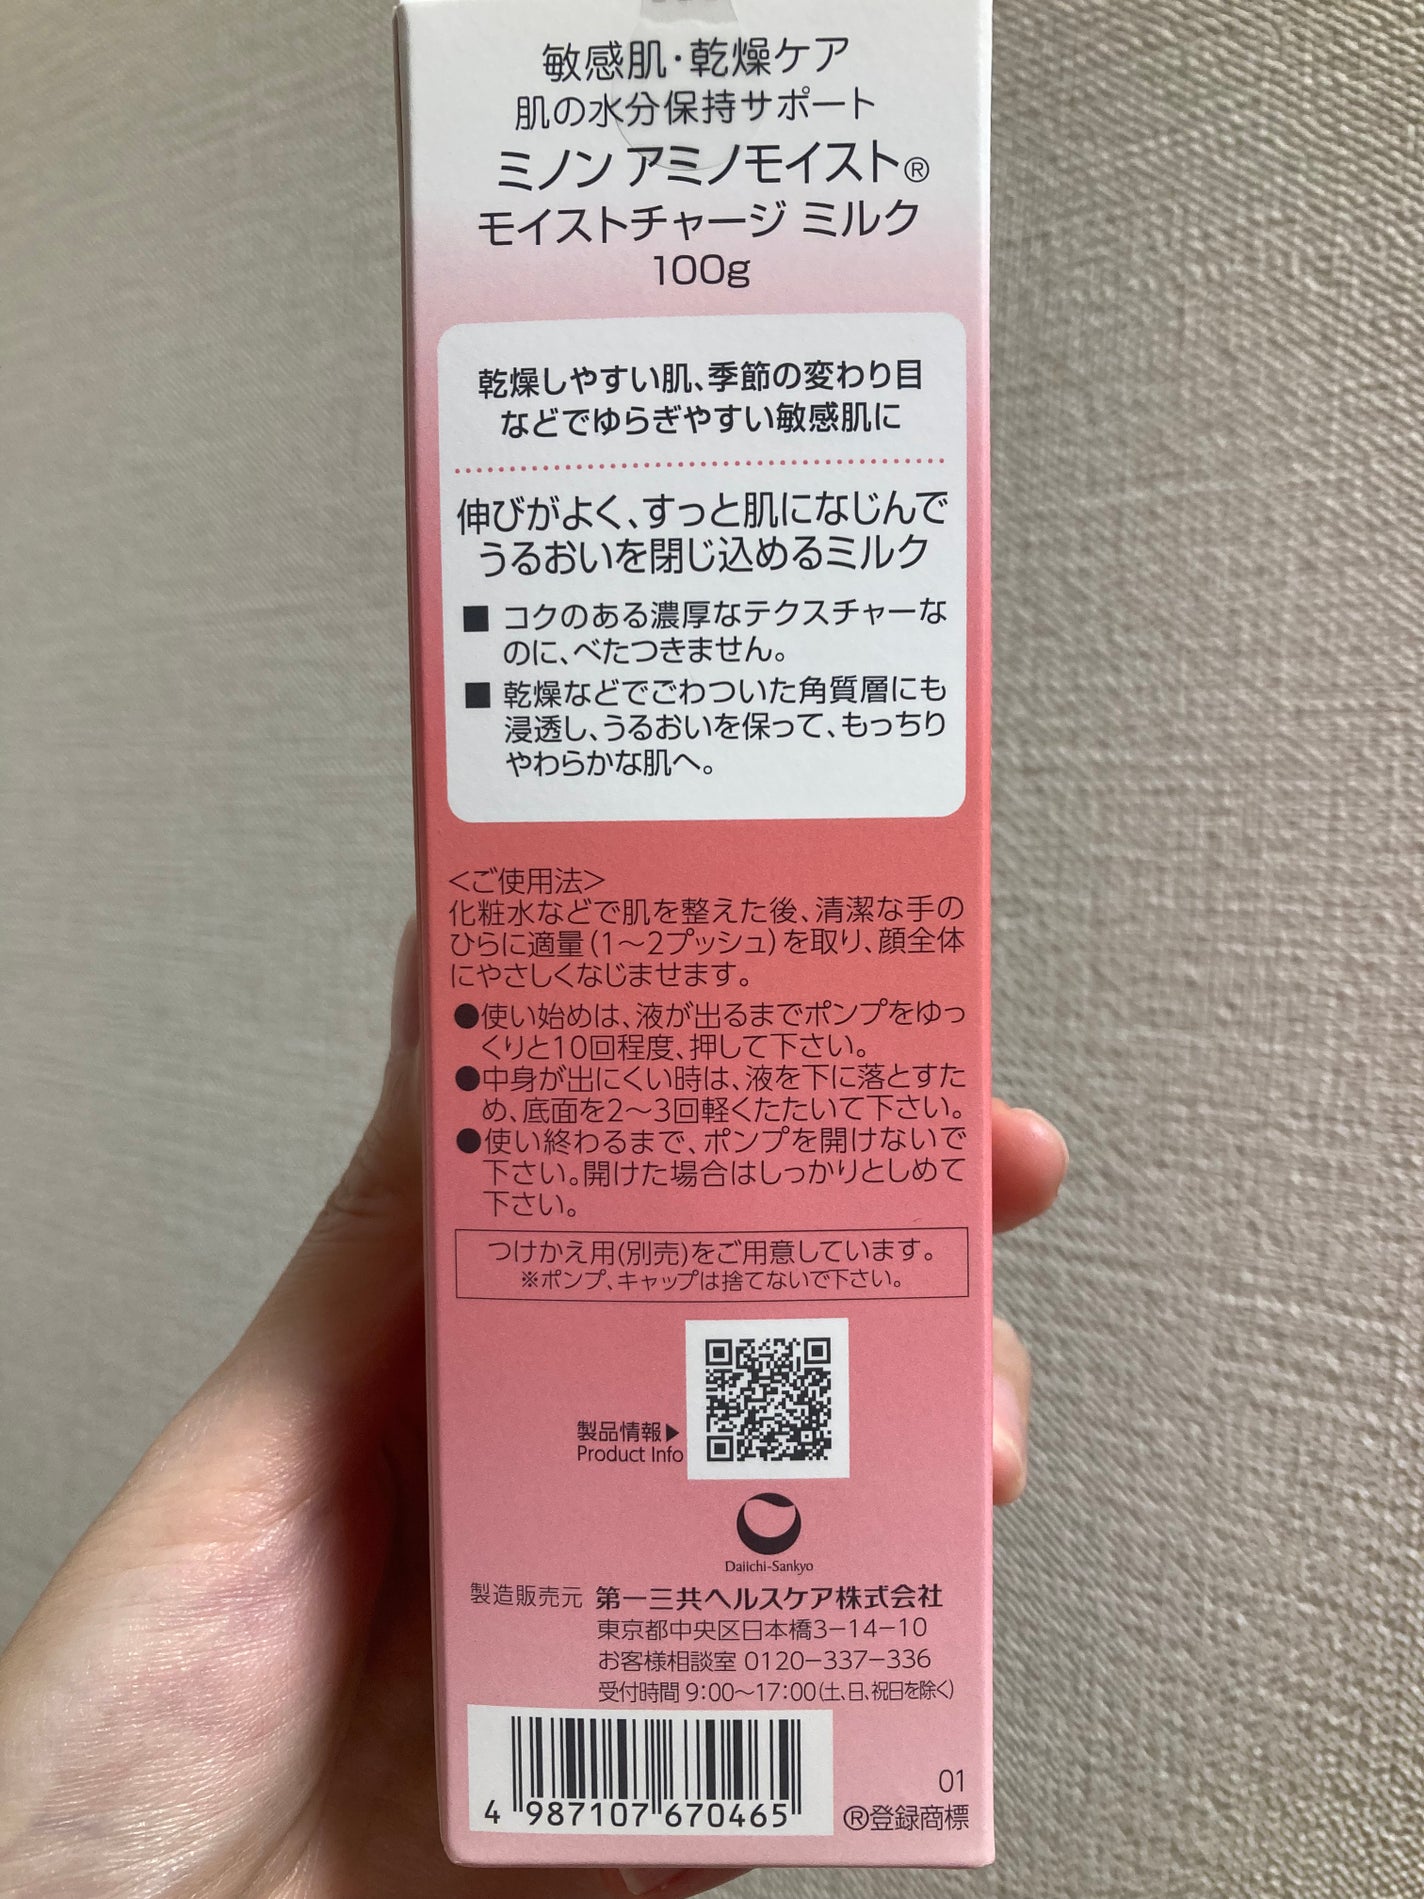 敏感肌・乾燥ケア
肌の水分保持サポート
ミノン アミノモイスト®
モイストチャージ ミルク
100g
乾燥しやすい肌、季節の変わり目
などでゆらぎやすい敏感肌に
伸びがよく、すっと肌になじんで
うるおいを閉じ込めるミルク
■ コクのある濃厚なテクスチャーな
のに、べたつきません。
■ 乾燥などでごわついた角質層にも
浸透し、うるおいを保って、もっちり
やわらかな肌へ。
<ご使用法>
化粧水などで肌を整えた後、清潔な手の
ひらに適量(1〜2プッシュ)を取り、顔全体
にやさしくなじませます。
●使い始めは、液が出るまでポンプをゆっ
くりと10回程度、押して下さい。
●中身が出にくい時は、液を下に落とすた
め、底面を2〜3回軽くたたいて下さい。
●使い終わるまで、ポンプを開けないで
下さい。開けた場合はしっかりとしめて
下さい。
つけかえ用(別売)をご用意しています。
※ポンプ、キャップは捨てないで下さい。
製品情報▶
Product Info
Daiichi-Sankyo
製造販売元 第一三共ヘルスケア株式会社
東京都中央区日本橋3−14−10
お客様相談室 0120−337−336
受付時間 9:00〜17:00(土、日、祝日を除く)
4 987107 670465
01
®登録商標